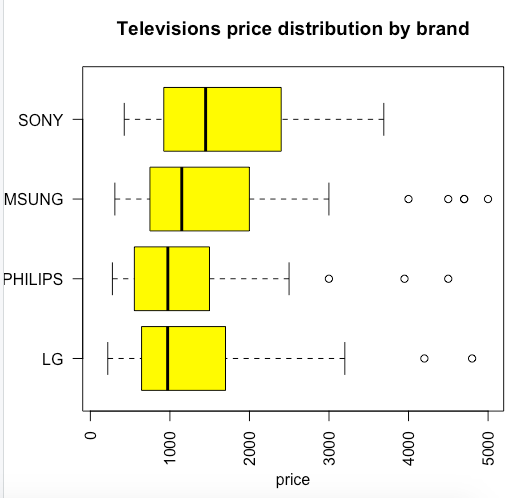 Televisions price distribution by brand
SONY
MSUNG
PHILIPS
LG
0 1000 2000 3000 4000 5000
price